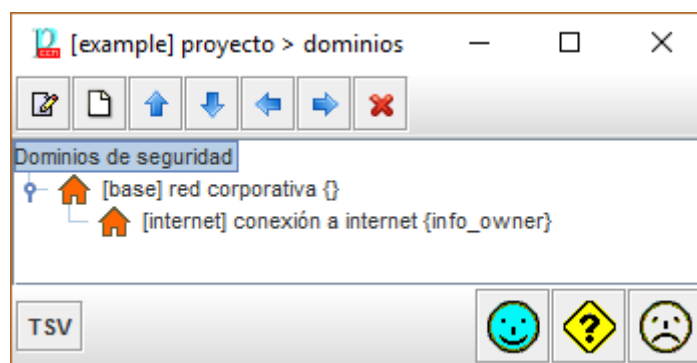 [example] proyecto > dominios
Dominios de seguridad
[base] red corporativa {}
[internet] conexión a internet {info_owner}
TSV
?